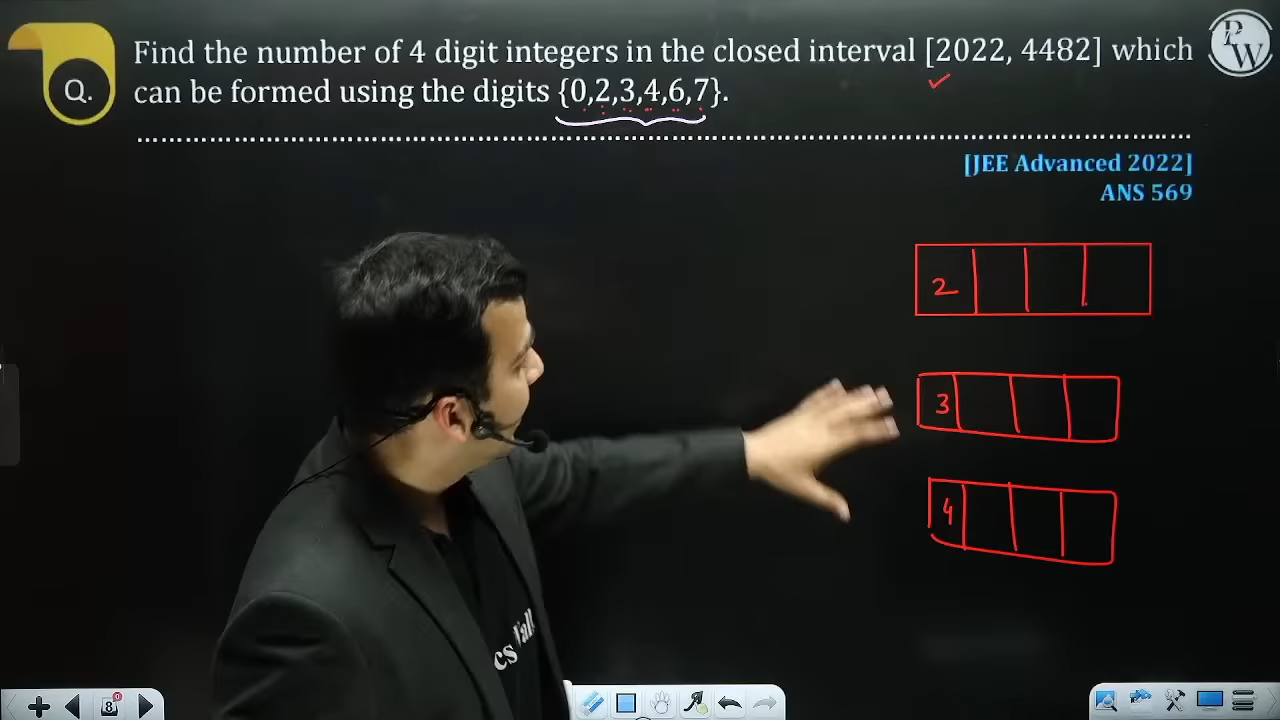 Q.
Find the number of 4 digit integers in the closed interval [2022, 4482] which
can be formed using the digits {0,2,3,4,6,7}.
PW
[JEE Advanced 2022]
ANS 569
2
3
4
8
0